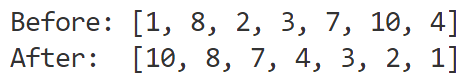 Before: [1, 8, 2, 3, 7, 10, 4]
After: [10, 8, 7, 4, 3, 2, 1]